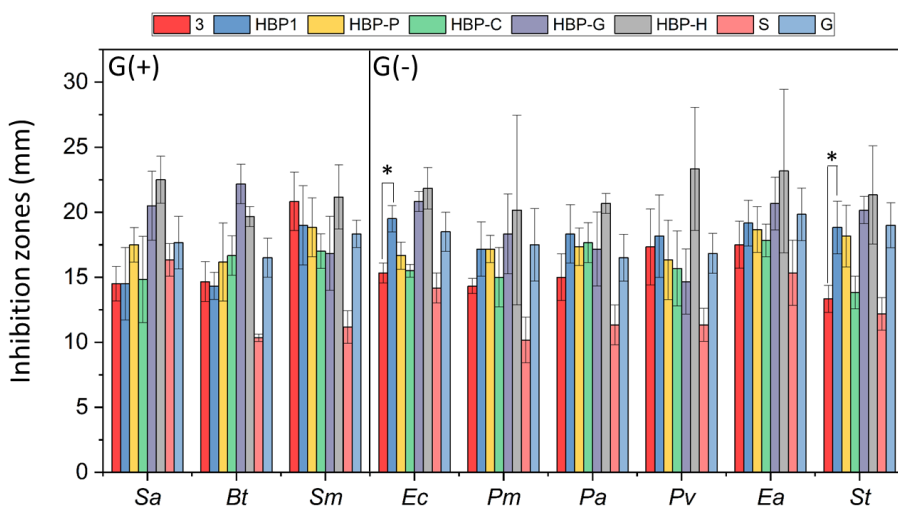 3 HBP1 HBP-P HBP-C HBP-G HBP-H S G
G(+) G(-)
Inhibition zones (mm)
30
25
20
15
10
5
0
* *
Sa Bt Sm Ec Pm Pa Pv Ea St